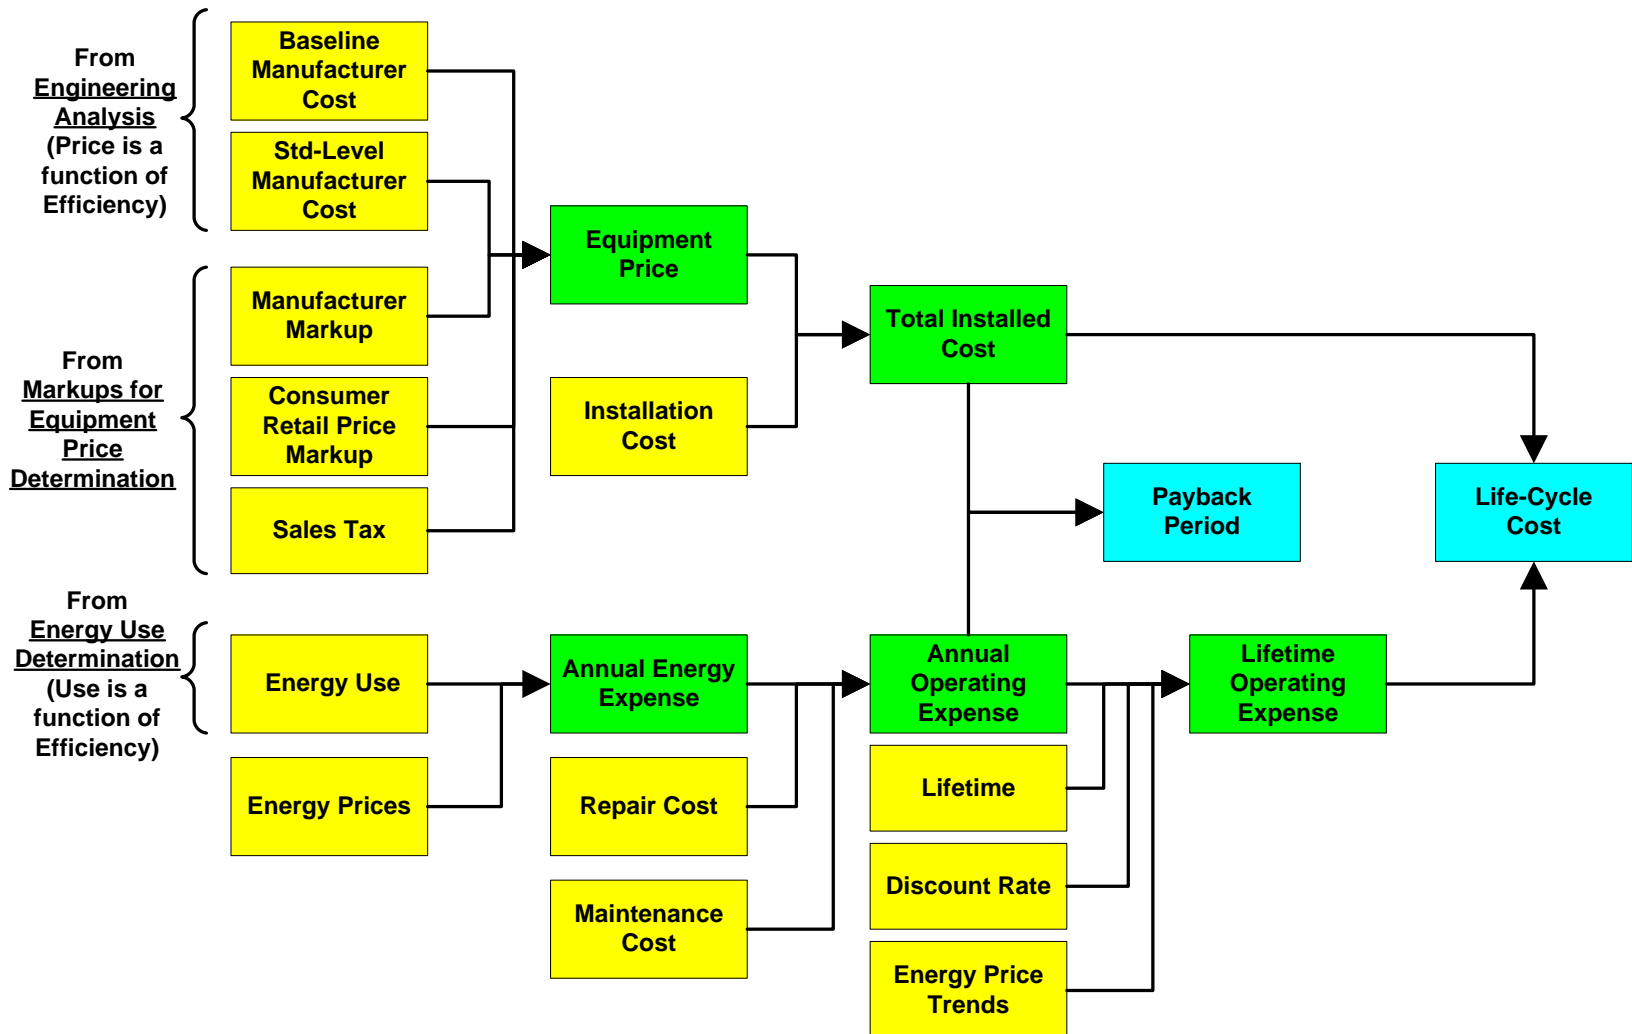 From
Engineering
Analysis
(Price is a
function of
Efficiency)
Baseline
Manufacturer
Cost
Std-Level
Manufacturer
Cost
From
Markups for
Equipment
Price
Determination
Manufacturer
Markup
Consumer
Retail Price
Markup
Sales Tax
Equipment
Price
Installation
Cost
Total Installed
Cost
Payback
Period
Life-Cycle
Cost
From
Energy Use
Determination
(Use is a
function of
Efficiency)
Energy Use
Energy Prices
Annual Energy
Expense
Repair Cost
Maintenance
Cost
Annual
Operating
Expense
Lifetime
Discount Rate
Energy Price
Trends
Lifetime
Operating
Expense